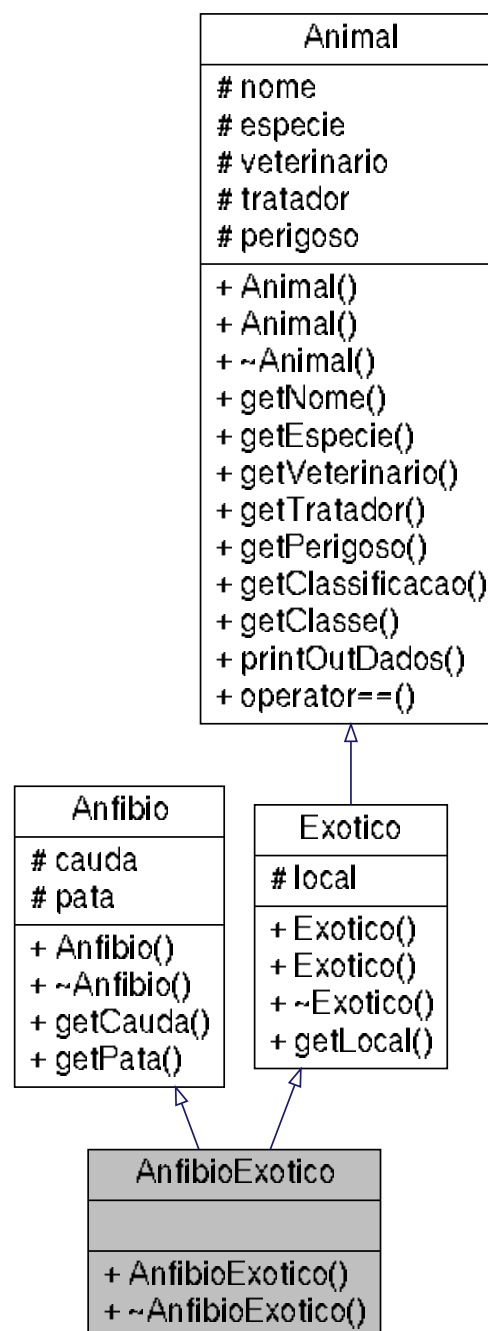 Animal
# nome
# especie
# veterinario
# tratador
# perigoso
+ Animal()
+ Animal()
+ ~Animal()
+ getNome()
+ getEspecie()
+ getVeterinario()
+ getTratador()
+ getPerigoso()
+ getClassificacao()
+ getClasse()
+ printOutDados()
+ operator==()
Anfibio
# cauda
# pata
+ Anfibio()
+ ~Anfibio()
+ getCauda()
+ getPata()
Exotico
# local
+ Exotico()
+ Exotico()
+ ~Exotico()
+ getLocal()
AnfibioExotico
+ AnfibioExotico()
+ ~AnfibioExotico()